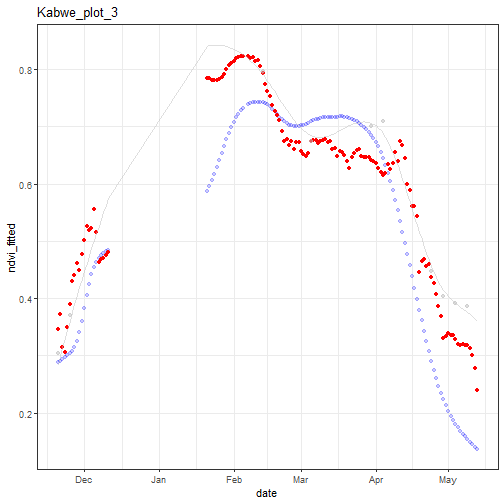 Kabwe_plot_3
ndvi_fitted
0.8
0.6
0.4
0.2
Dec Jan Feb Mar Apr May
date